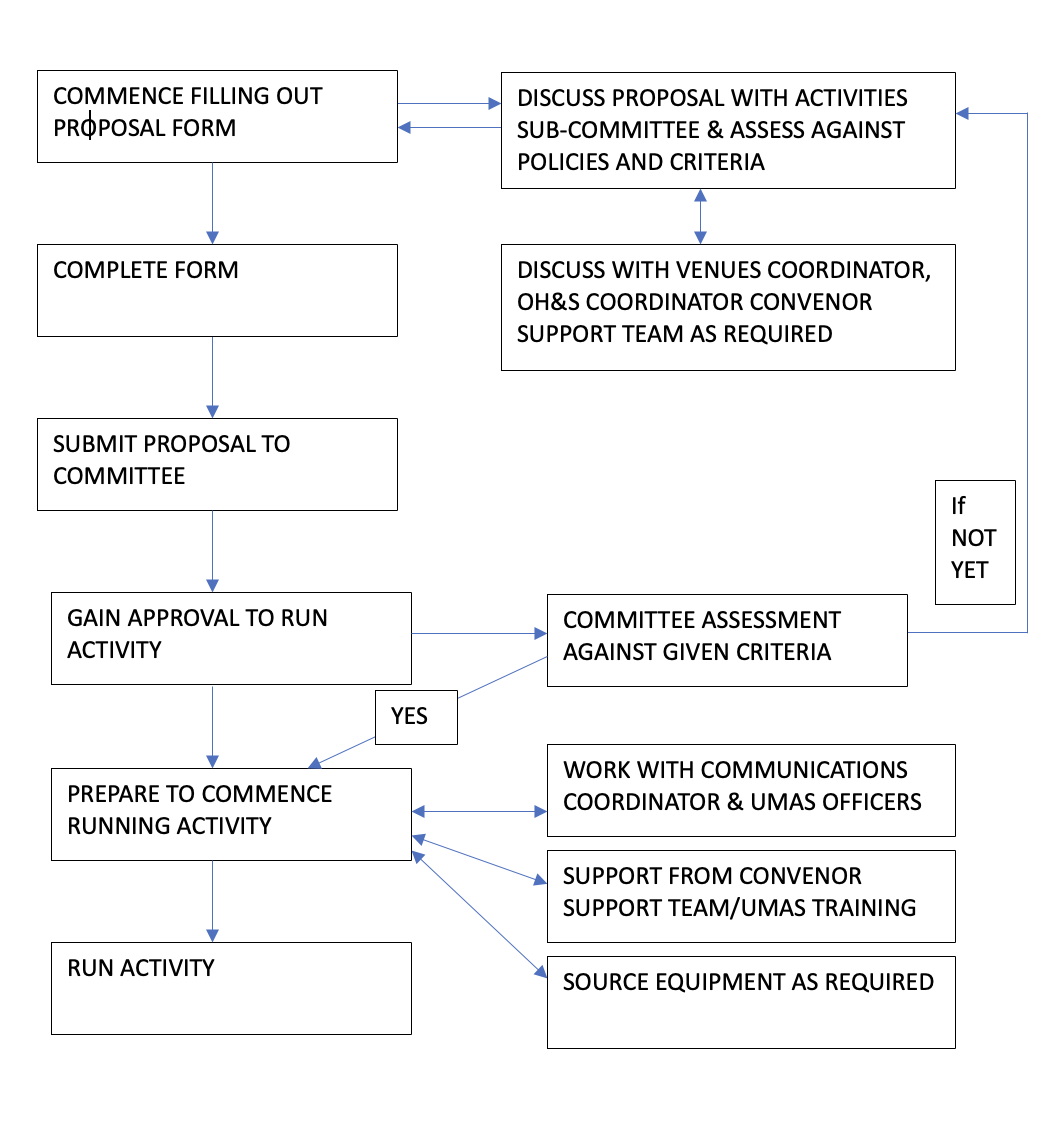 COMMENCE FILLING OUT
PROPOSAL FORM
DISCUSS PROPOSAL WITH ACTIVITIES
SUB-COMMITTEE & ASSESS AGAINST
POLICIES AND CRITERIA
COMPLETE FORM
DISCUSS WITH VENUES COORDINATOR,
OH&S COORDINATOR CONVENOR
SUPPORT TEAM AS REQUIRED
SUBMIT PROPOSAL TO
COMMITTEE
If
NOT
YET
GAIN APPROVAL TO RUN
ACTIVITY
COMMITTEE ASSESSMENT
AGAINST GIVEN CRITERIA
YES
PREPARE TO COMMENCE
RUNNING ACTIVITY
WORK WITH COMMUNICATIONS
COORDINATOR & UMAS OFFICERS
SUPPORT FROM CONVENOR
SUPPORT TEAM/UMAS TRAINING
RUN ACTIVITY
SOURCE EQUIPMENT AS REQUIRED